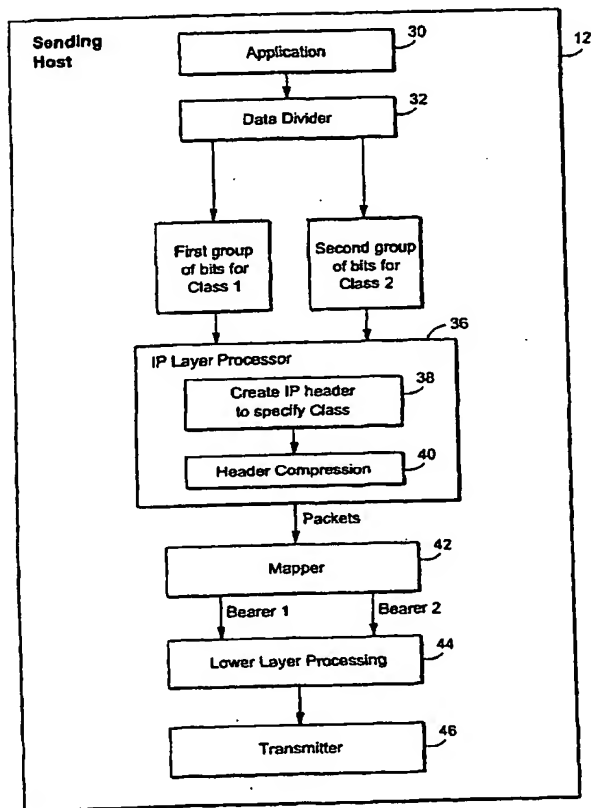 Sending
Host
12
30
Application
32
Data Divider
First group
of bits for
Class 1
Second group
of bits for
Class 2
36
IP Layer Processor
38
Create IP header
to specify Class
40
Header Compression
Packets
42
Mapper
Bearer 1
Bearer 2
44
Lower Layer Processing
46
Transmitter